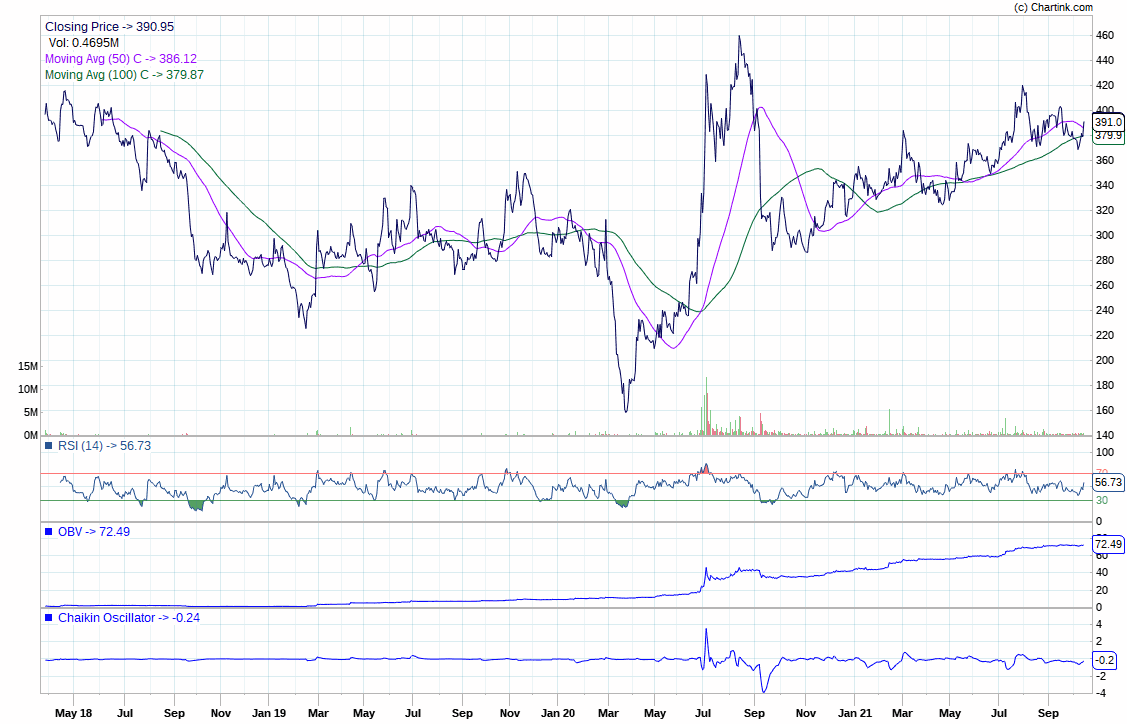 (c) Chartink.com
Closing Price -> 390.95
Vol: 0.4695M
Moving Avg (50) C -> 386.12
Moving Avg (100) C -> 379.87
460
440
420
400
391.0
379.9
360
340
320
300
280
260
240
220
200
180
160
140
15M
10M
5M
0M
RSI (14) -> 56.73
100
70
56.73
30
0
OBV -> 72.49
72.49
60
40
20
0
Chaikin Oscillator -> -0.24
4
2
-0.2
-2
-4
May 18 Jul Sep Nov Jan 19 Mar May Jul Sep Nov Jan 20 Mar May Jul Sep Nov Jan 21 Mar May Jul Sep